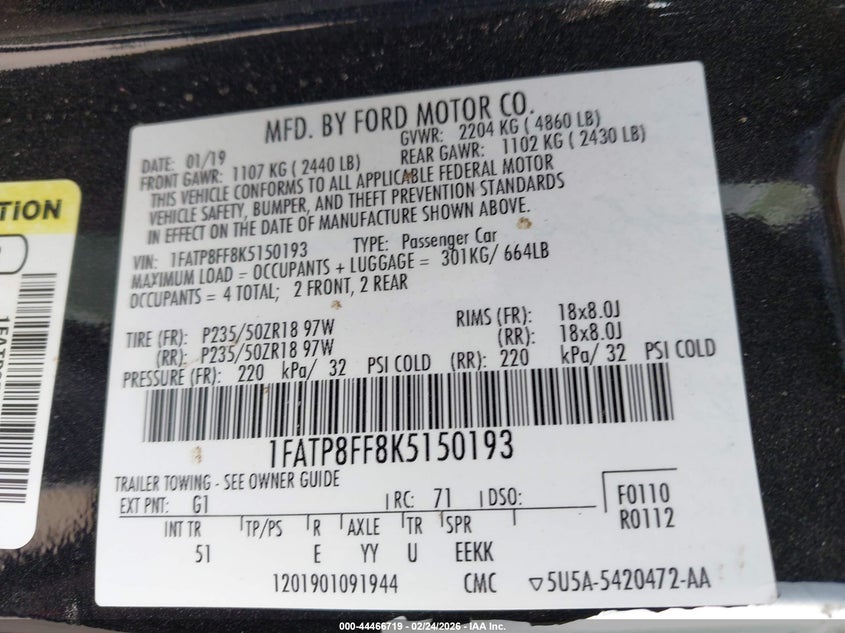 MFD. BY FORD MOTOR CO.
DATE: 01/19 GVWR: 2204 KG ( 4860 LB)
FRONT GAWR: 1107 KG ( 2440 LB) REAR GAWR: 1102 KG ( 2430 LB)
THIS VEHICLE CONFORMS TO ALL APPLICABLE FEDERAL MOTOR
VEHICLE SAFETY, BUMPER, AND THEFT PREVENTION STANDARDS
IN EFFECT ON THE DATE OF MANUFACTURE SHOWN ABOVE.
VIN: 1FATP8FF8K5150193 TYPE: Passenger Car
MAXIMUM LOAD = OCCUPANTS + LUGGAGE = 301KG/ 664LB
OCCUPANTS = 4 TOTAL; 2 FRONT, 2 REAR
TIRE (FR): P235/50ZR18 97W RIMS (FR): 18x8.0J
(RR): P235/50ZR18 97W (RR): 18x8.0J
PRESSURE (FR): 220 kPa/ 32 PSI COLD (RR): 220 kPa/ 32 PSI COLD
1FATP8FF8K5150193
TRAILER TOWING - SEE OWNER GUIDE
EXT PNT: G1 RC: 71 DSO: F0110
R0112
INT TR TP/PS R AXLE TR SPR
51 E YY U EEKK
1201901091944 CMC 5U5A-5420472-AA
TION
000-44466719 - 02/24/2026 - IAA Holdings, LLC.